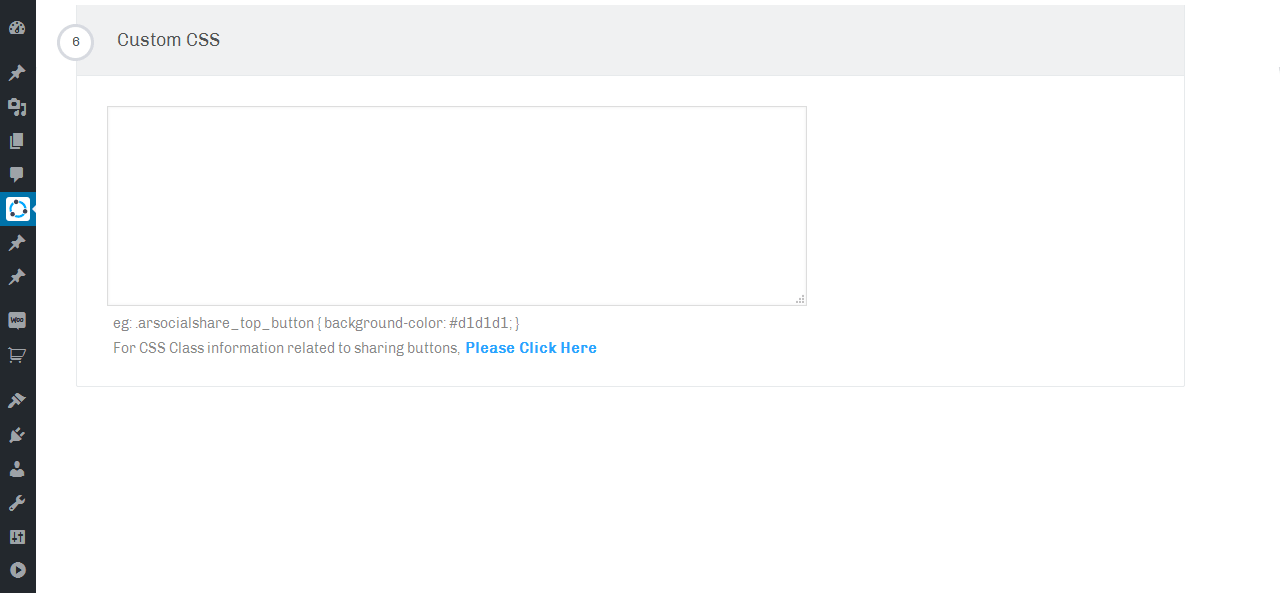 6
Custom CSS
eg: .arsocialshare_top_button { background-color: #d1d1d1; }
For CSS Class information related to sharing buttons, Please Click Here
Woo